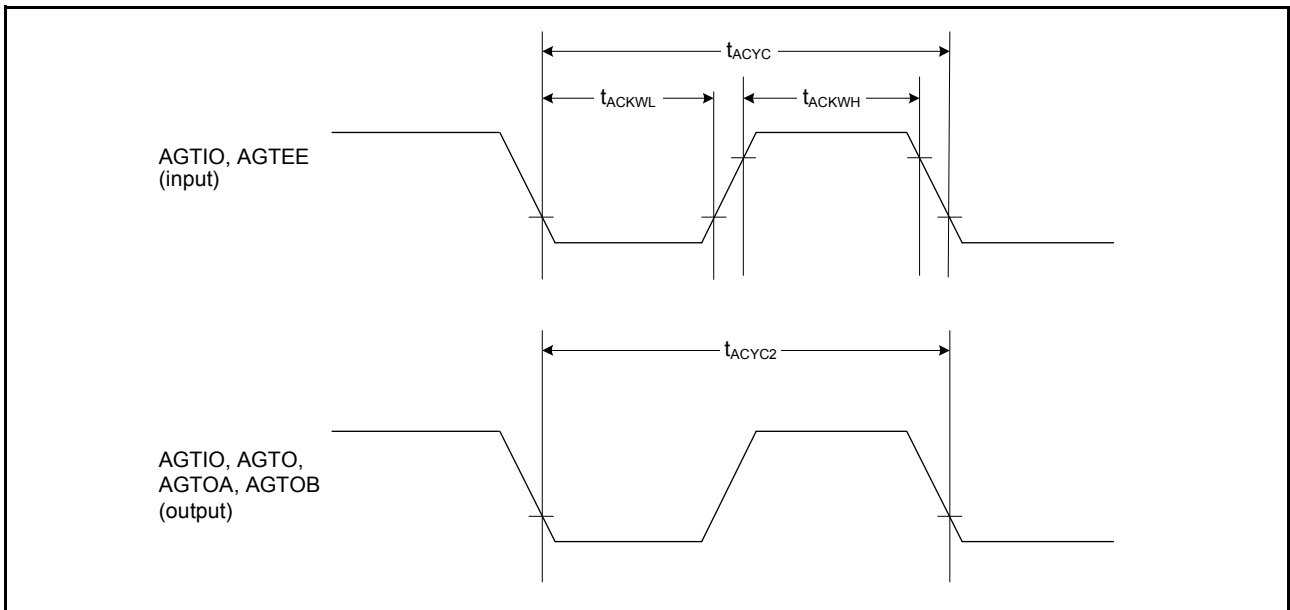 tACYC
tACKWL
tACKWH
AGTIO, AGTEE
(input)
tACYC2
AGTIO, AGTO,
AGTOA, AGTOB
(output)